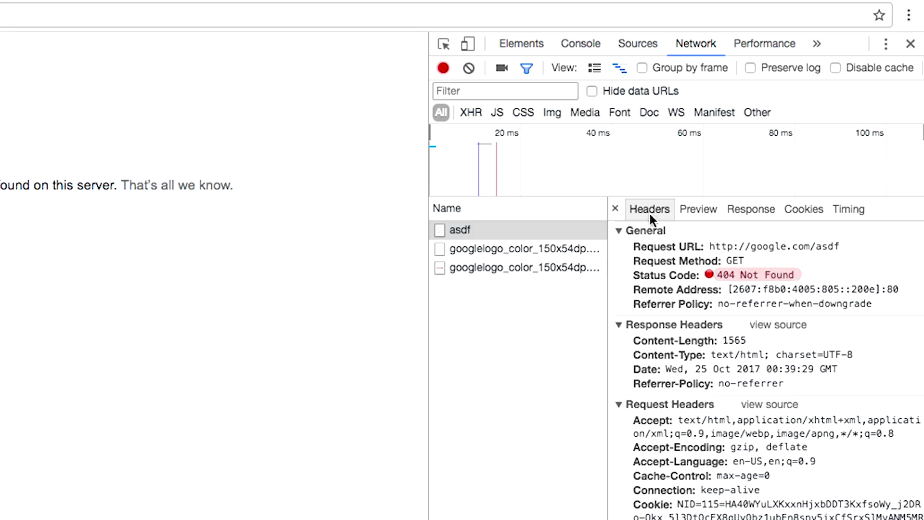 Elements Console Sources Network Performance »
View: Group by frame Preserve log Disable cache
Filter Hide data URLs
All XHR JS CSS Img Media Font Doc WS Manifest Other
20 ms 40 ms 60 ms 80 ms 100 ms
ound on this server. That's all we know.
Name
asdf
googlelogo_color_150x54dp....
googlelogo_color_150x54dp....
× Headers Preview Response Cookies Timing
▼ General
Request URL: http://google.com/asdf
Request Method: GET
Status Code: 404 Not Found
Remote Address: [2607:f8b0:4005:805::200e]:80
Referrer Policy: no-referrer-when-downgrade
▼ Response Headers view source
Content-Length: 1565
Content-Type: text/html; charset=UTF-8
Date: Wed, 25 Oct 2017 00:39:29 GMT
Referrer-Policy: no-referrer
▼ Request Headers view source
Accept: text/html,application/xhtml+xml,applicati
on/xml;q=0.9,image/webp,image/apng,*/*;q=0.8
Accept-Encoding: gzip, deflate
Accept-Language: en-US,en;q=0.9
Cache-Control: max-age=0
Connection: keep-alive
Cookie: NID=115=HA40WYuLXKxxnHjxbDDT3KxfsoWy_j2DR